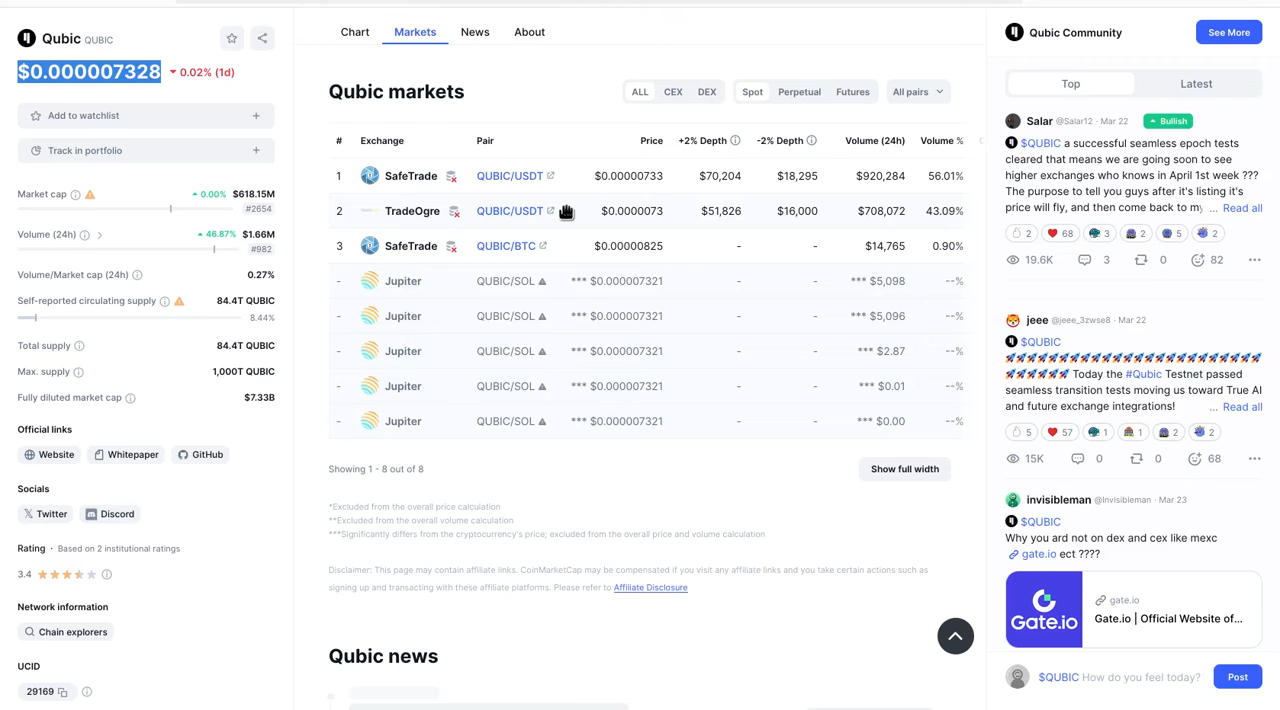 Qubic QUBIC
$0.000007328 0.02% (1d)
Add to watchlist +
Track in portfolio +
Market cap 0.00% $618.15M
#2654
Volume (24h) 46.87% $1.66M
#982
Volume/Market cap (24h) 0.27%
Self-reported circulating supply 84.4T QUBIC
8.44%
Total supply 84.4T QUBIC
Max. supply 1,000T QUBIC
Fully diluted market cap $7.33B
Official links
Website Whitepaper GitHub
Socials
Twitter Discord
Rating · Based on 2 institutional ratings
3.4
Network information
Chain explorers
UCID
29169
Chart Markets News About
Qubic markets
ALL CEX DEX Spot Perpetual Futures All pairs
# Exchange Pair Price +2% Depth -2% Depth Volume (24h) Volume %
1 SafeTrade QUBIC/USDT $0.00000733 $70,204 $18,295 $920,284 56.01%
2 TradeOgre QUBIC/USDT $0.0000073 $51,826 $16,000 $708,072 43.09%
3 SafeTrade QUBIC/BTC $0.00000825 - - $14,765 0.90%
- Jupiter QUBIC/SOL *** $0.000007321 - - *** $5,098 --%
- Jupiter QUBIC/SOL *** $0.000007321 - - *** $5,096 --%
- Jupiter QUBIC/SOL *** $0.000007321 - - *** $2.87 --%
- Jupiter QUBIC/SOL *** $0.000007321 - - *** $0.01 --%
- Jupiter QUBIC/SOL *** $0.000007321 - - *** $0.00 --%
Showing 1 - 8 out of 8 Show full width
*Excluded from the overall price calculation
**Excluded from the overall volume calculation
***Significantly differs from the cryptocurrency's price; excluded from the overall price and volume calculation
Disclaimer: This page may contain affiliate links. CoinMarketCap may be compensated if you visit any affiliate links and you take certain actions such as
signing up and transacting with these affiliate platforms. Please refer to Affiliate Disclosure
Qubic news
Qubic Community See More
Top Latest
Salar @Salar12 · Mar 22 Bullish
$QUBIC a successful seamless epoch tests
cleared that means we are going soon to see
higher exchanges who knows in April 1st week ???
The purpose to tell you guys after it's listing it's
price will fly, and then come back to my ... Read all
2 68 3 2 5 2
19.6K 3 0 82 •••
jeee @jeee_3zwse8 · Mar 22
$QUBIC
🚀🚀🚀🚀🚀🚀🚀🚀🚀🚀🚀🚀🚀🚀🚀🚀🚀🚀
🚀🚀🚀🚀🚀🚀 Today the #Qubic Testnet passed
seamless transition tests moving us toward True AI
and future exchange integrations! ... Read all
5 57 1 1 2 2
15K 0 0 68 •••
invisibleman @Invisibleman · Mar 23
$QUBIC
Why you ard not on dex and cex like mexc
gate.io ect ????
Gate.io
gate.io
Gate.io | Official Website of...
$QUBIC How do you feel today? Post